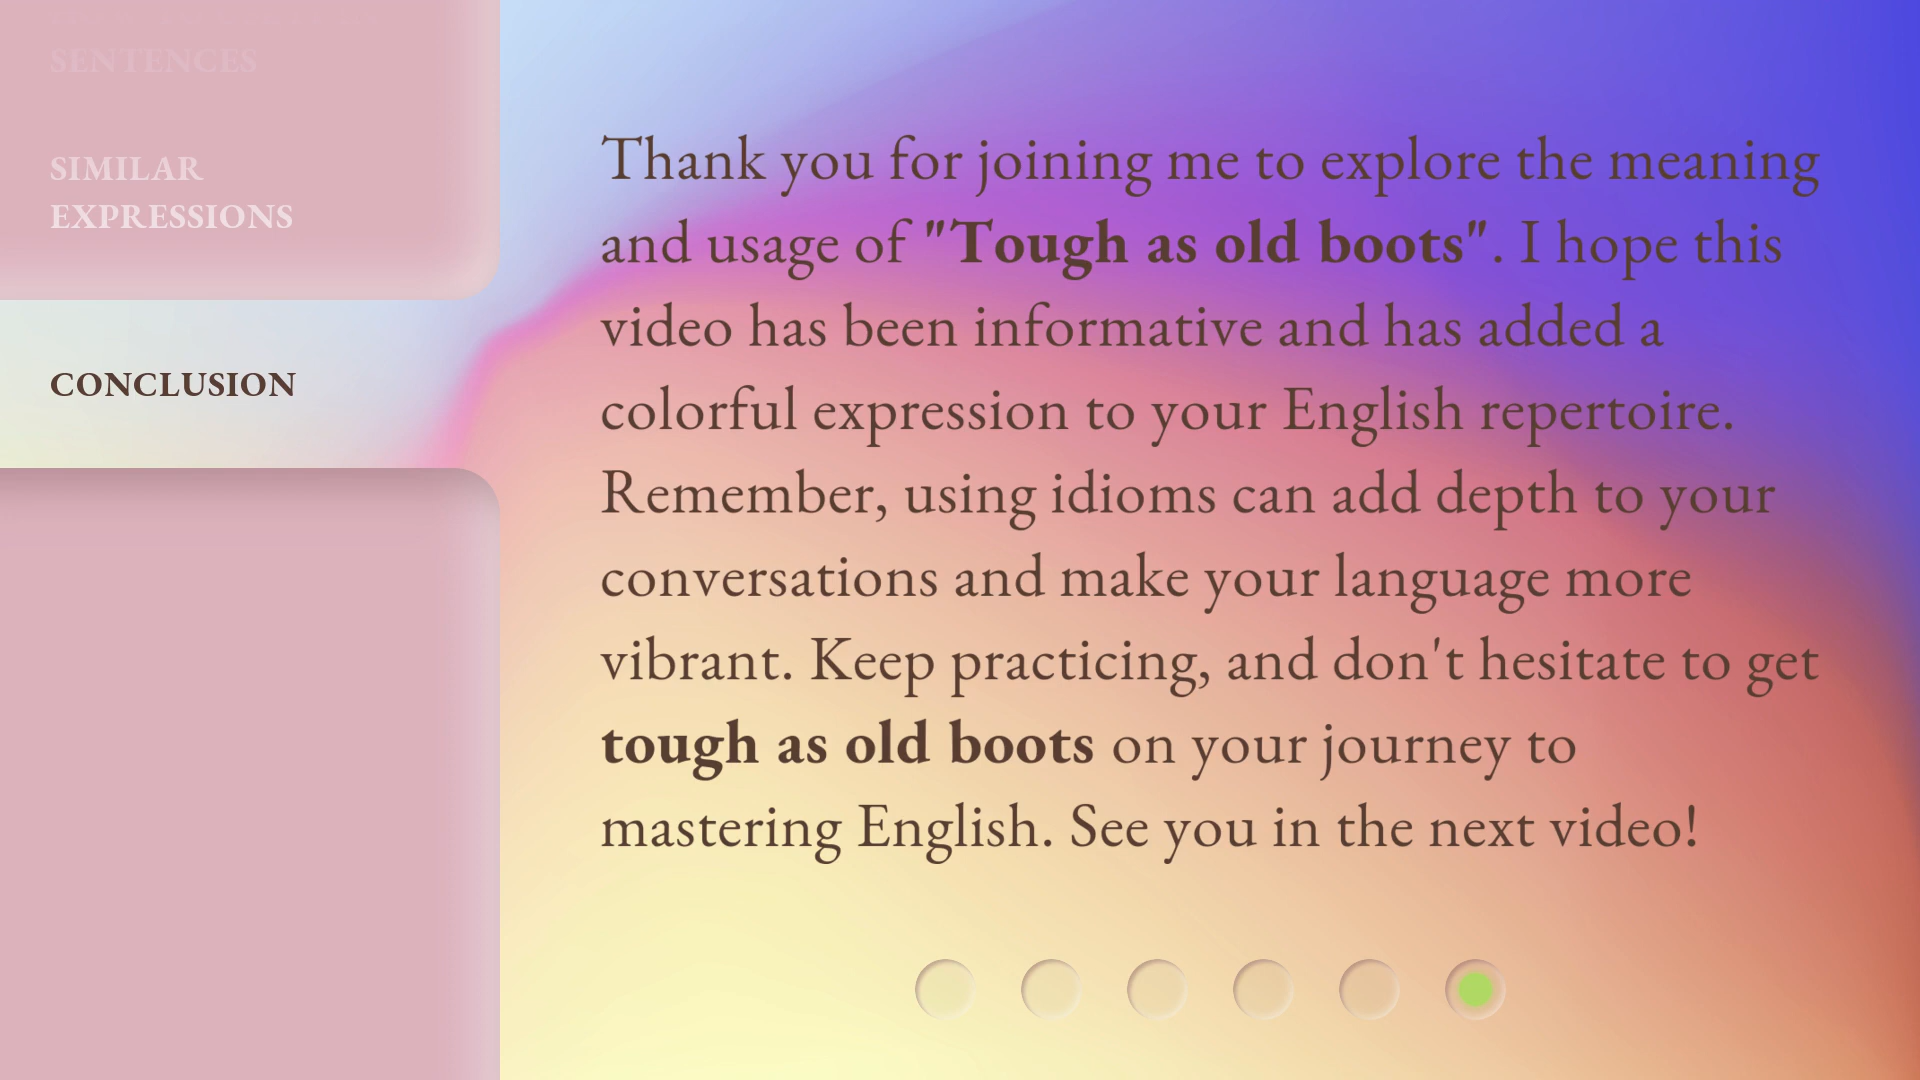 SENTENCES
SIMILAR
EXPRESSIONS
CONCLUSION
Thank you for joining me to explore the meaning
and usage of "Tough as old boots". I hope this
video has been informative and has added a
colorful expression to your English repertoire.
Remember, using idioms can add depth to your
conversations and make your language more
vibrant. Keep practicing, and don't hesitate to get
tough as old boots on your journey to
mastering English. See you in the next video!